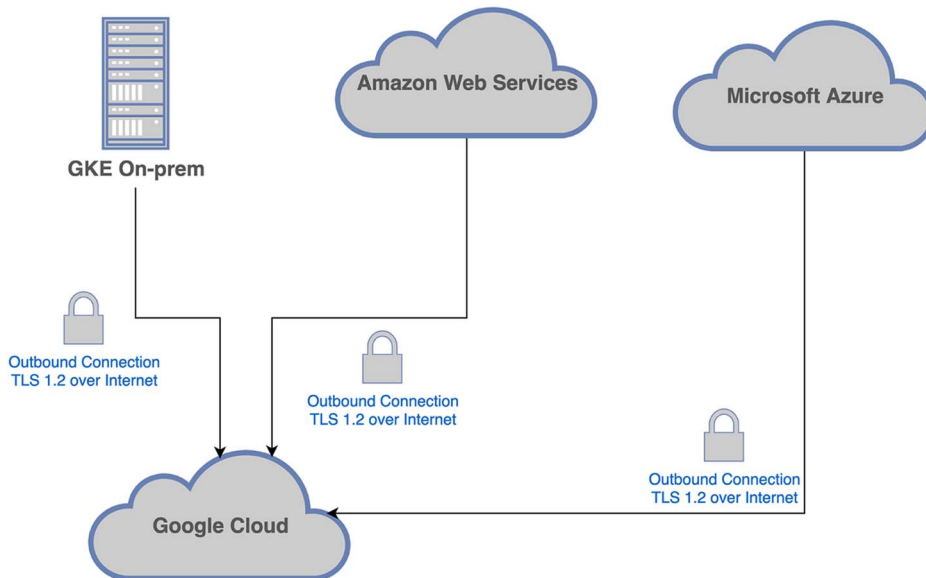 Amazon Web Services
Microsoft Azure
GKE On-prem
Outbound Connection
TLS 1.2 over Internet
Outbound Connection
TLS 1.2 over Internet
Outbound Connection
TLS 1.2 over Internet
Google Cloud